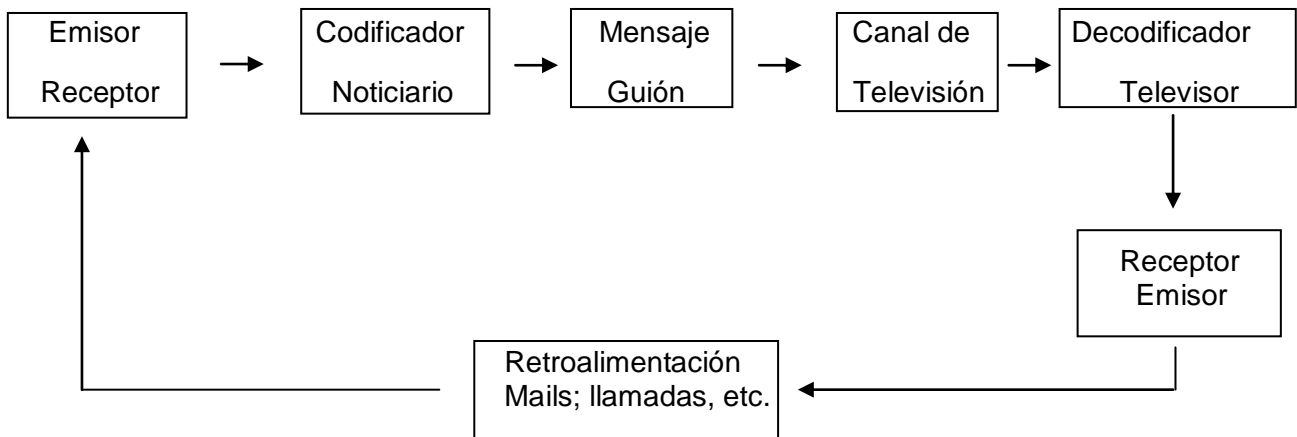 Emisor
Receptor
Codificador
Noticiario
Mensaje
Guión
Canal de
Televisión
Decodificador
Televisor
Receptor
Emisor
Retroalimentación
Mails; llamadas, etc.